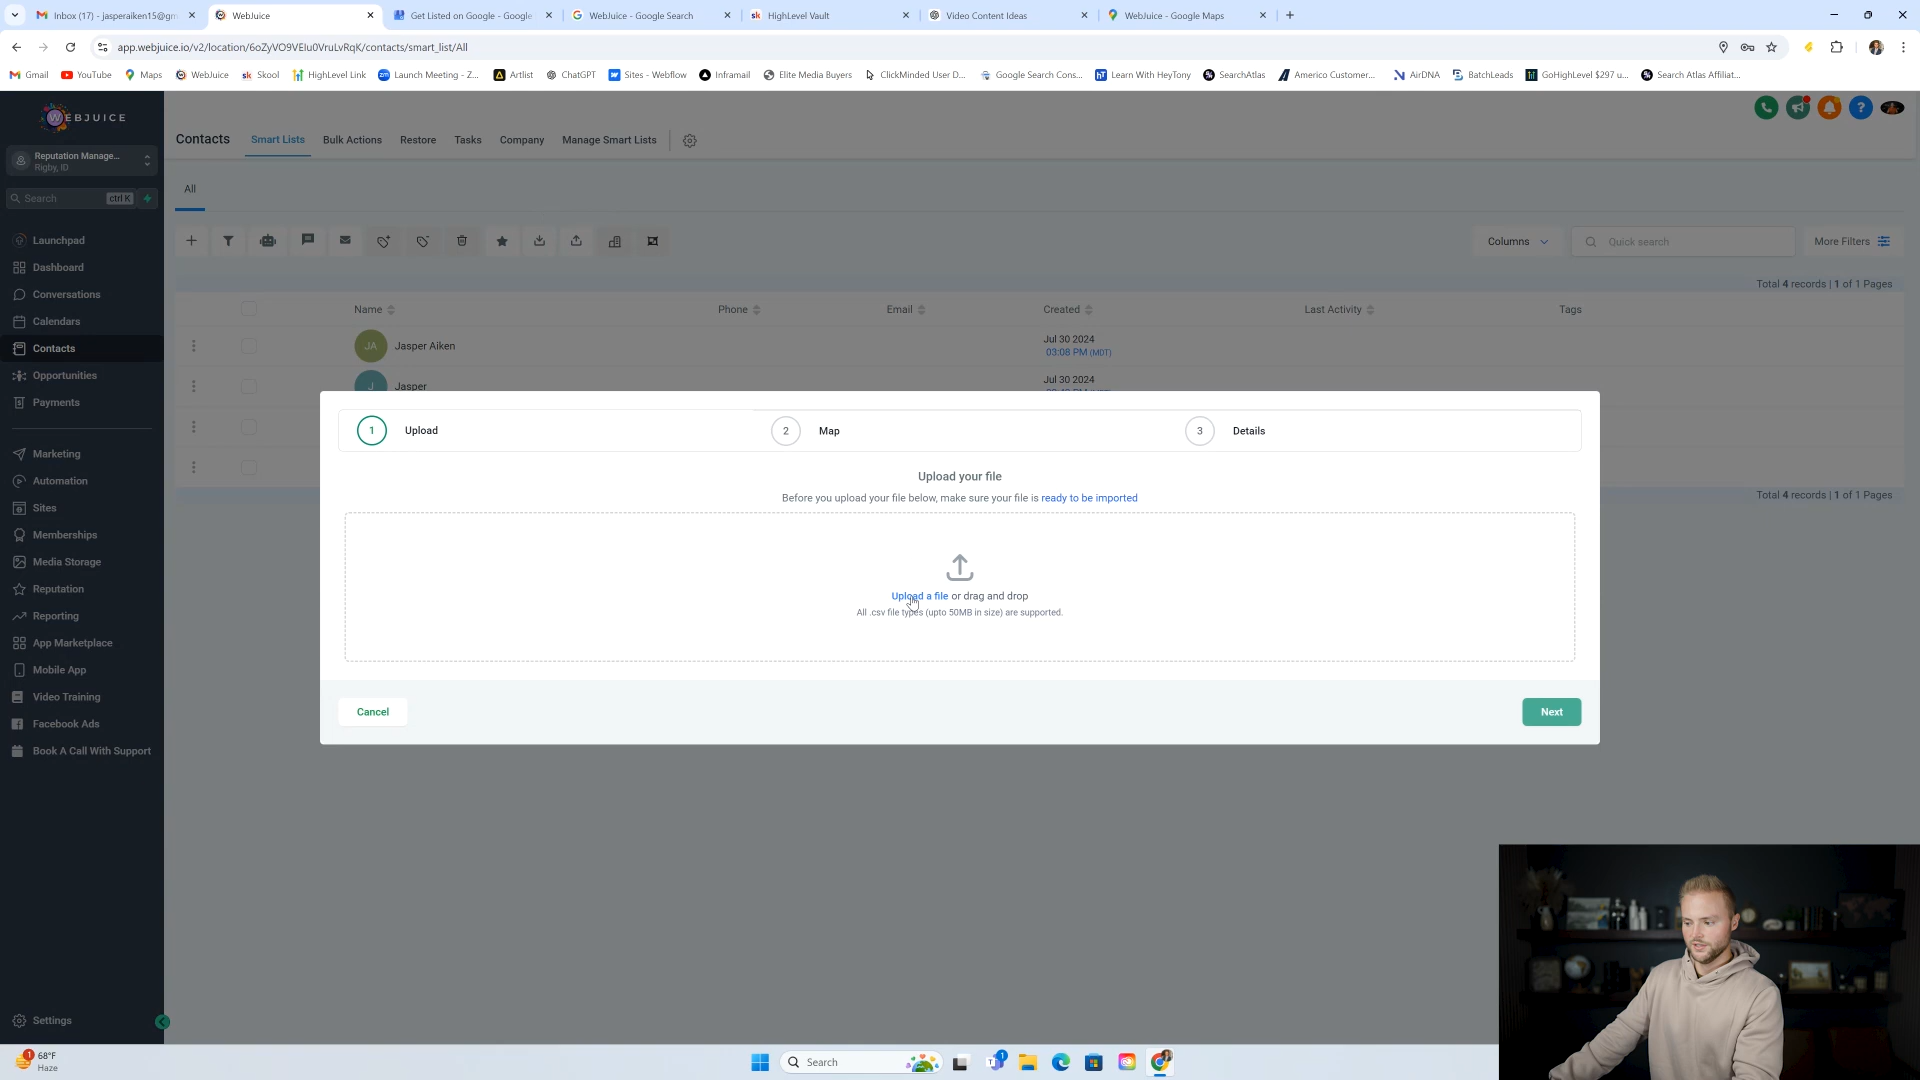 Inbox (17) - jasperaiken15@gm
WebJuice
Get Listed on Google - Google
WebJuice - Google Search
HighLevel Vault
Video Content Ideas
WebJuice - Google Maps
app.webjuice.io/v2/location/6oZyVO9VEIu0VruLvRqK/contacts/smart_list/All
Gmail
YouTube
Maps
WebJuice
Skool
HighLevel Link
Launch Meeting - Z...
Artlist
ChatGPT
Sites - Webflow
Inframail
Elite Media Buyers
ClickMinded User D...
Google Search Cons...
Learn With HeyTony
SearchAtlas
Americo Customer...
AirDNA
BatchLeads
GoHighLevel $297 u...
Search Atlas Affiliat...
WEBJUICE
Reputation Manage...
Rigby, ID
Search
ctrl K
Launchpad
Dashboard
Conversations
Calendars
Contacts
Opportunities
Payments
Marketing
Automation
Sites
Memberships
Media Storage
Reputation
Reporting
App Marketplace
Mobile App
Video Training
Facebook Ads
Book A Call With Support
Settings
Contacts
Smart Lists
Bulk Actions
Restore
Tasks
Company
Manage Smart Lists
All
Columns
Quick search
More Filters
Total 4 records | 1 of 1 Pages
Name
Phone
Email
Created
Last Activity
Tags
JA
Jasper Aiken
Jul 30 2024
03:08 PM (MDT)
J
Jasper
Jul 30 2024
1
Upload
2
Map
3
Details
Upload your file
Before you upload your file below, make sure your file is ready to be imported
Upload a file or drag and drop
All .csv file types (upto 50MB in size) are supported.
Cancel
Next
Total 4 records | 1 of 1 Pages
1
68°F
Haze
Search
1